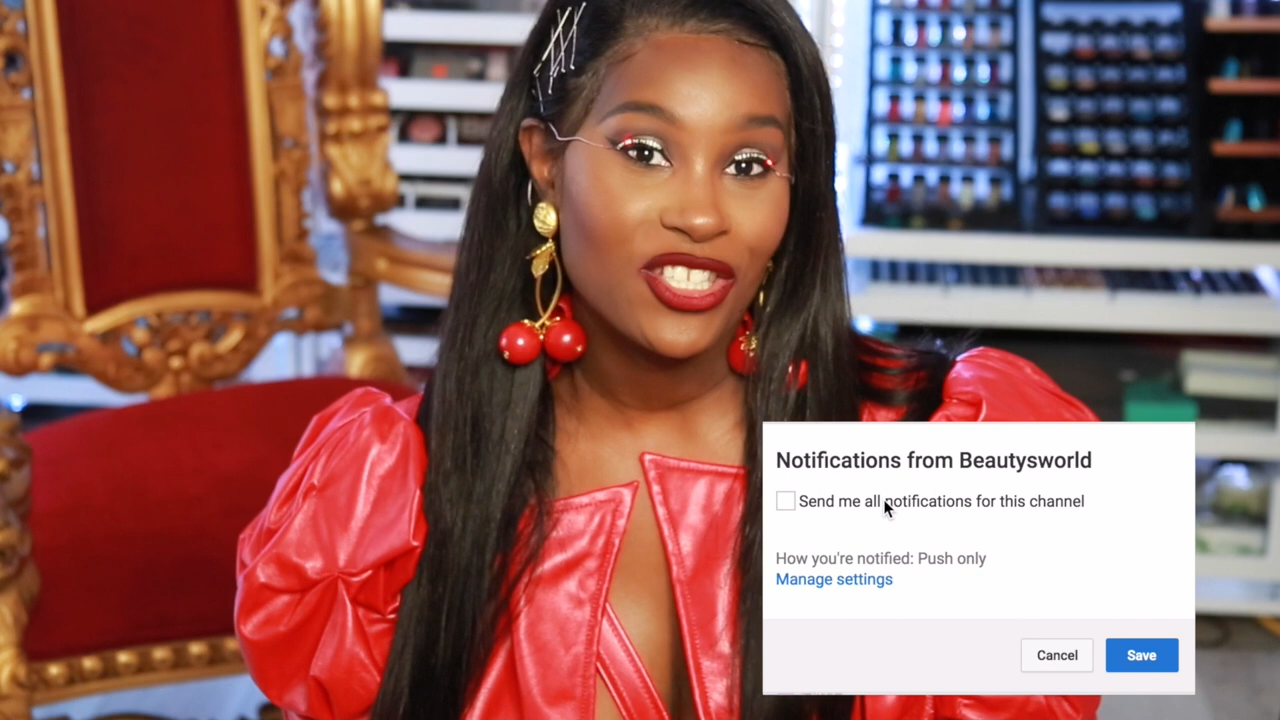 Notifications from Beautysworld
Send me all notifications for this channel
How you're notified: Push only
Manage settings
Cancel
Save